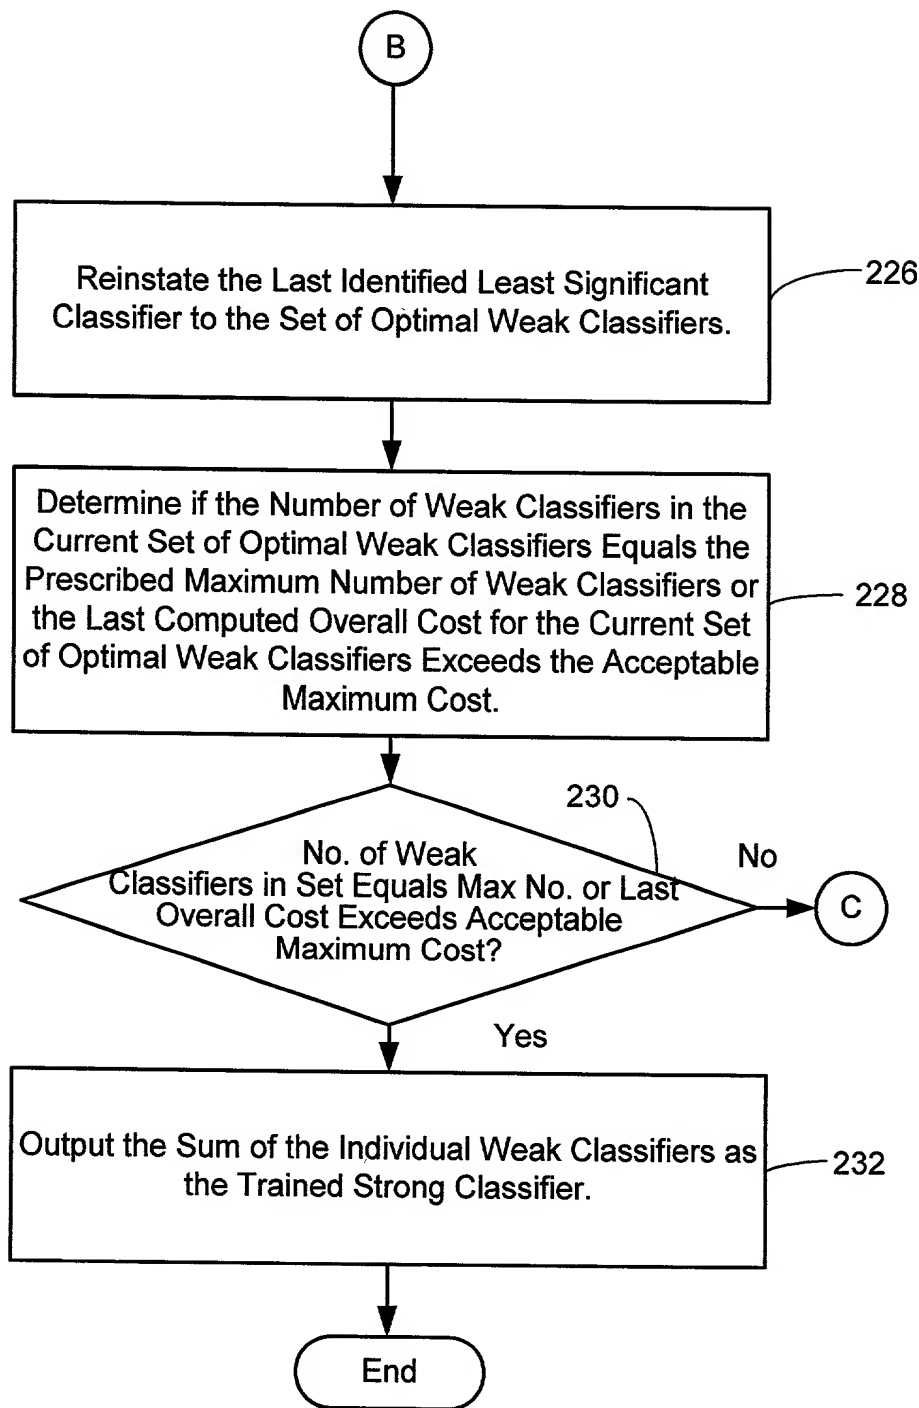 B
Reinstate the Last Identified Least Significant
Classifier to the Set of Optimal Weak Classifiers.
226
Determine if the Number of Weak Classifiers in the
Current Set of Optimal Weak Classifiers Equals the
Prescribed Maximum Number of Weak Classifiers or
the Last Computed Overall Cost for the Current Set
of Optimal Weak Classifiers Exceeds the Acceptable
Maximum Cost.
228
230
No. of Weak
Classifiers in Set Equals Max No. or Last
Overall Cost Exceeds Acceptable
Maximum Cost?
No
C
Yes
Output the Sum of the Individual Weak Classifiers as
the Trained Strong Classifier.
232
End